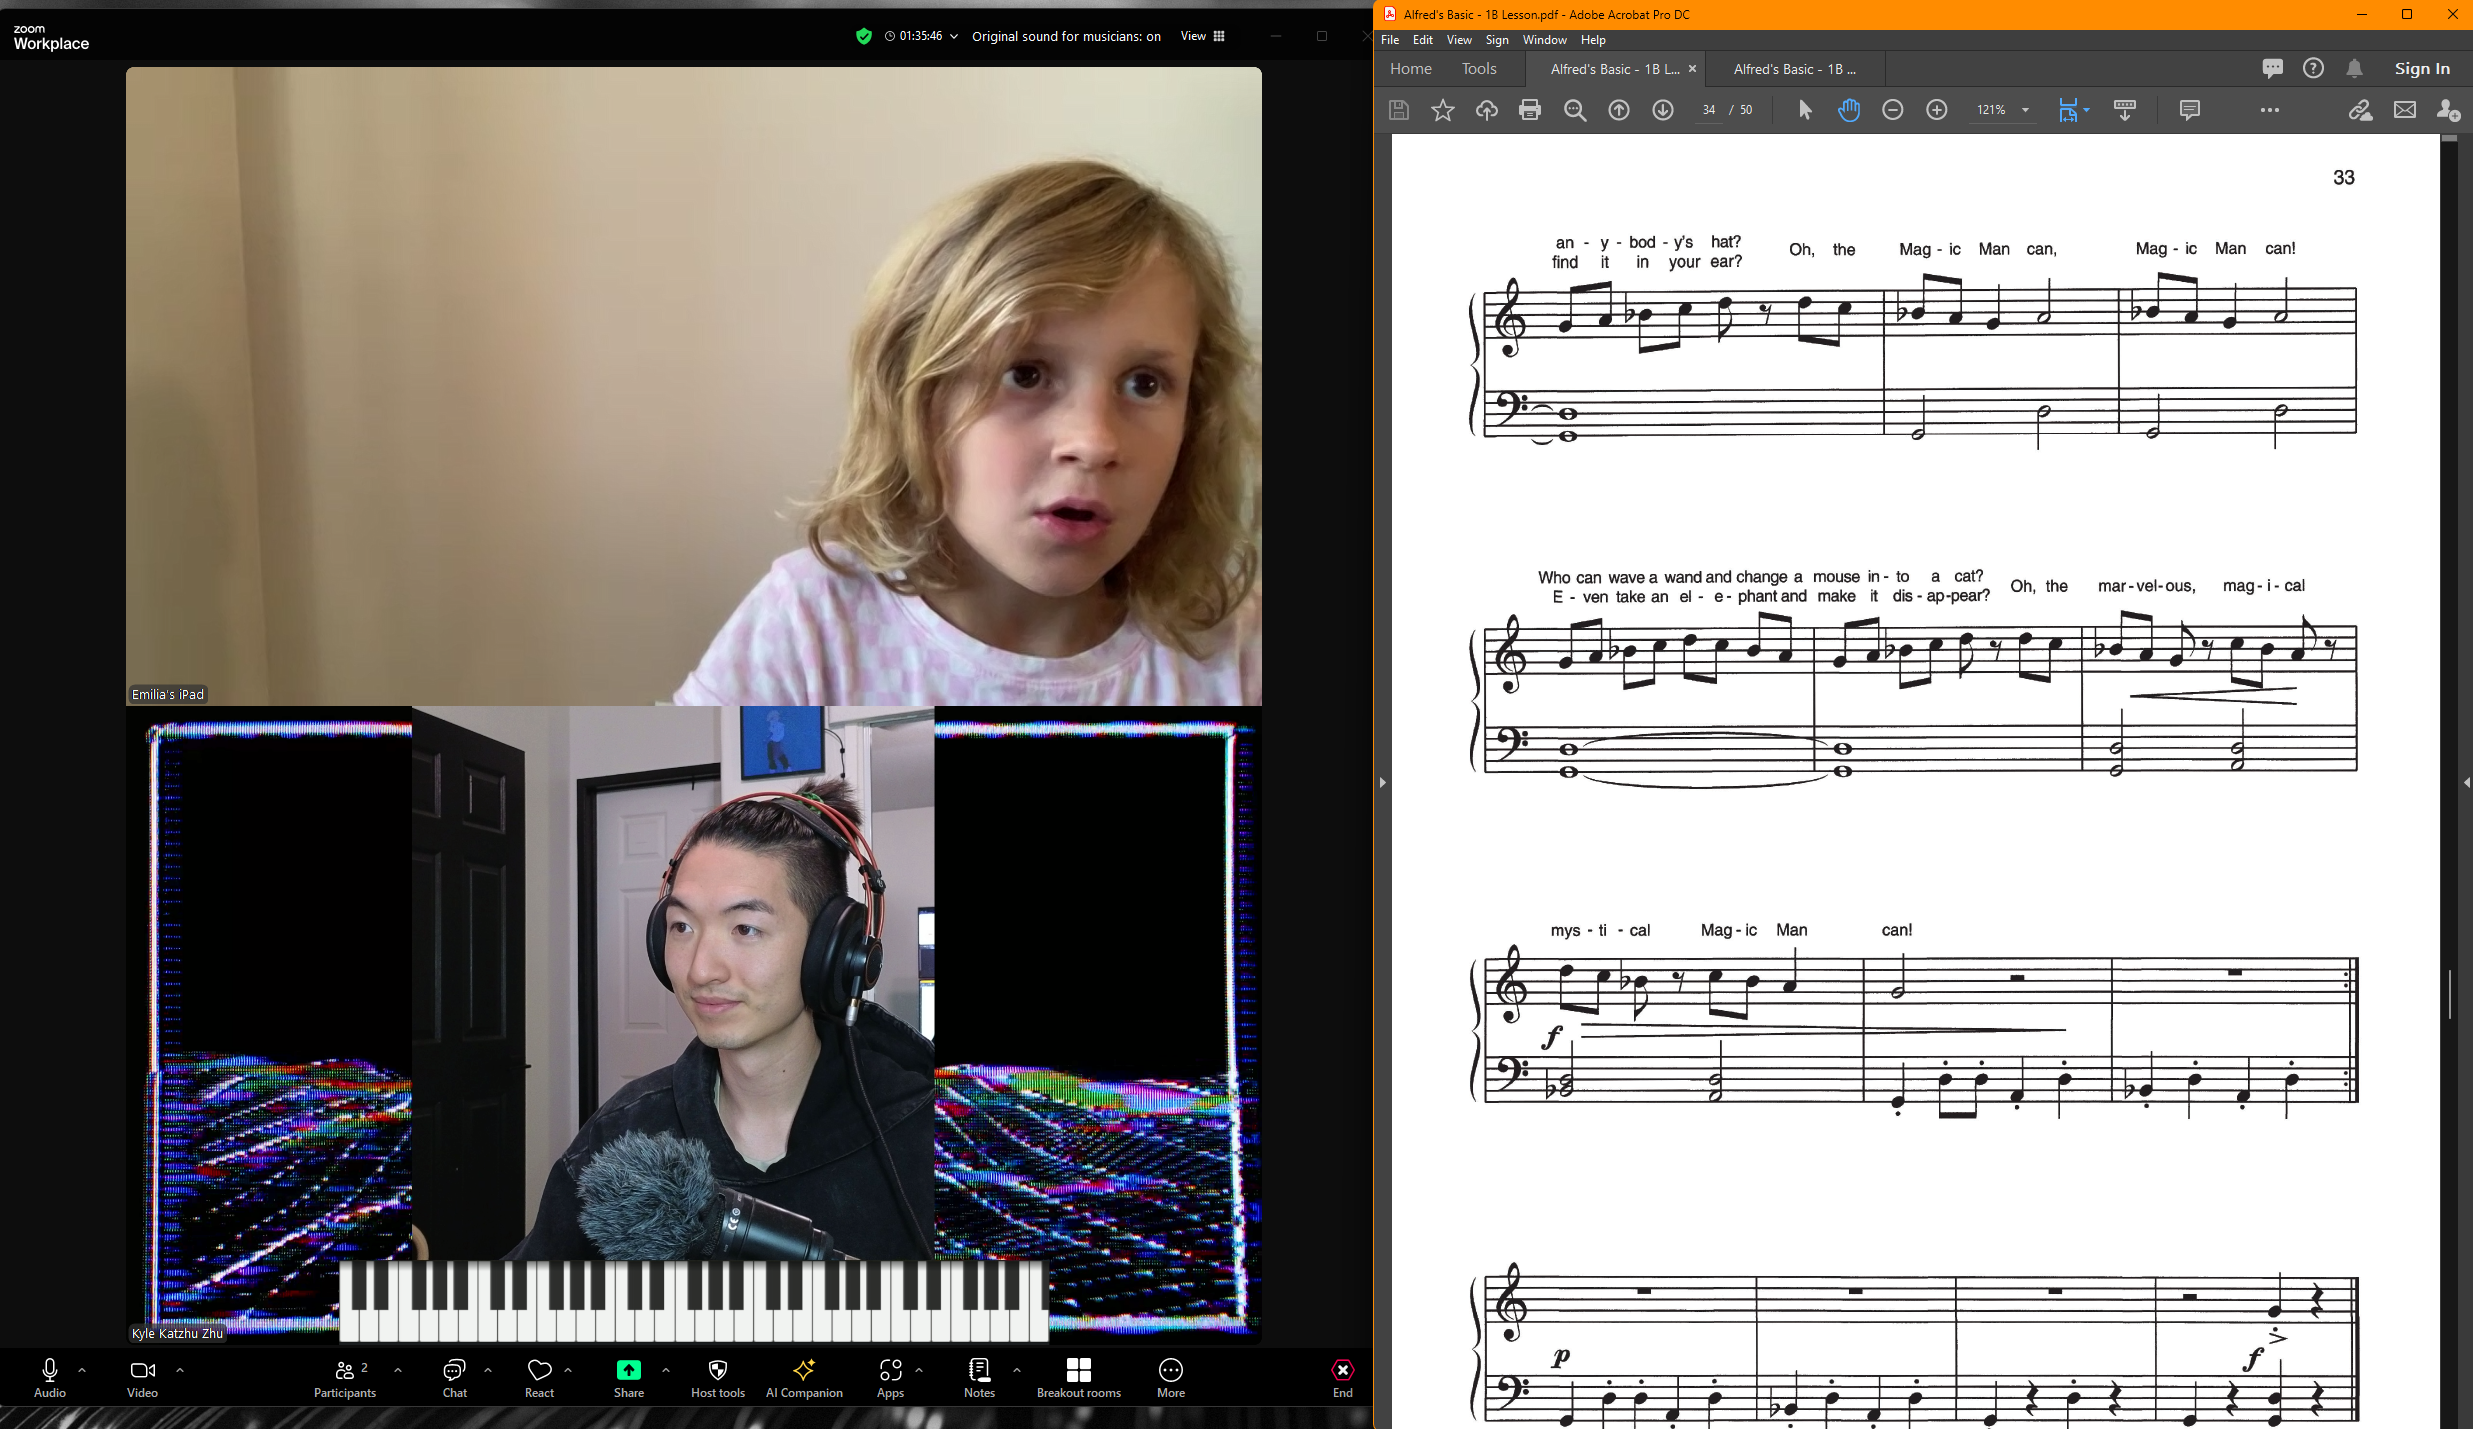 zoom
Workplace
01:35:46
Original sound for musicians: on
View
Emilia's iPad
Kyle Katzhu Zhu
Audio
Video
Participants
2
Chat
React
Share
Host tools
AI Companion
Apps
Notes
Breakout rooms
More
End
Alfred's Basic - 1B Lesson.pdf - Adobe Acrobat Pro DC
File Edit View Sign Window Help
Home Tools
Alfred's Basic - 1B L...
Alfred's Basic - 1B ...
Sign In
34 / 50
121%
33
an - y - bod - y's hat? Oh, the Mag - ic Man can, Mag - ic Man can!
find it in your ear?
Who can wave a wand and change a mouse in - to a cat? Oh, the mar - vel - ous, mag - i - cal
E - ven take an el - e - phant and make it dis - ap - pear?
mys - ti - cal Mag - ic Man can!
f
p
f